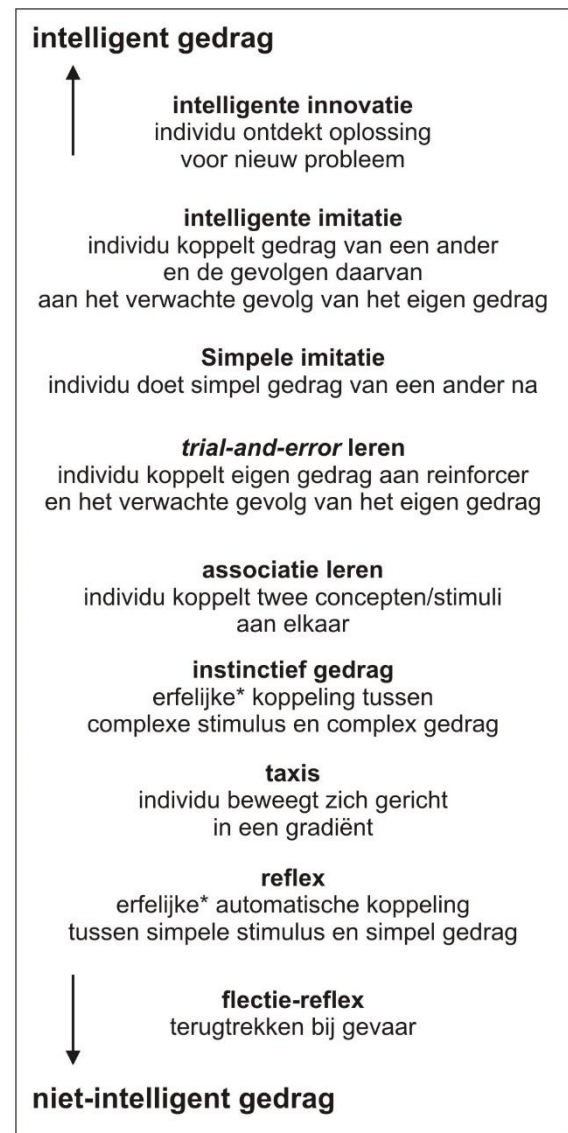 intelligent gedrag
intelligente innovatie
individu ontdekt oplossing
voor nieuw probleem
intelligente imitatie
individu koppelt gedrag van een ander
en de gevolgen daarvan
aan het verwachte gevolg van het eigen gedrag
Simpele imitatie
individu doet simpel gedrag van een ander na
trial-and-error leren
individu koppelt eigen gedrag aan reinforcer
en het verwachte gevolg van het eigen gedrag
associatie leren
individu koppelt twee concepten/stimuli
aan elkaar
instinctief gedrag
erfelijke* koppeling tussen
complexe stimulus en complex gedrag
taxis
individu beweegt zich gericht
in een gradiënt
reflex
erfelijke* automatische koppeling
tussen simpele stimulus en simpel gedrag
flectie-reflex
terugtrekken bij gevaar
niet-intelligent gedrag